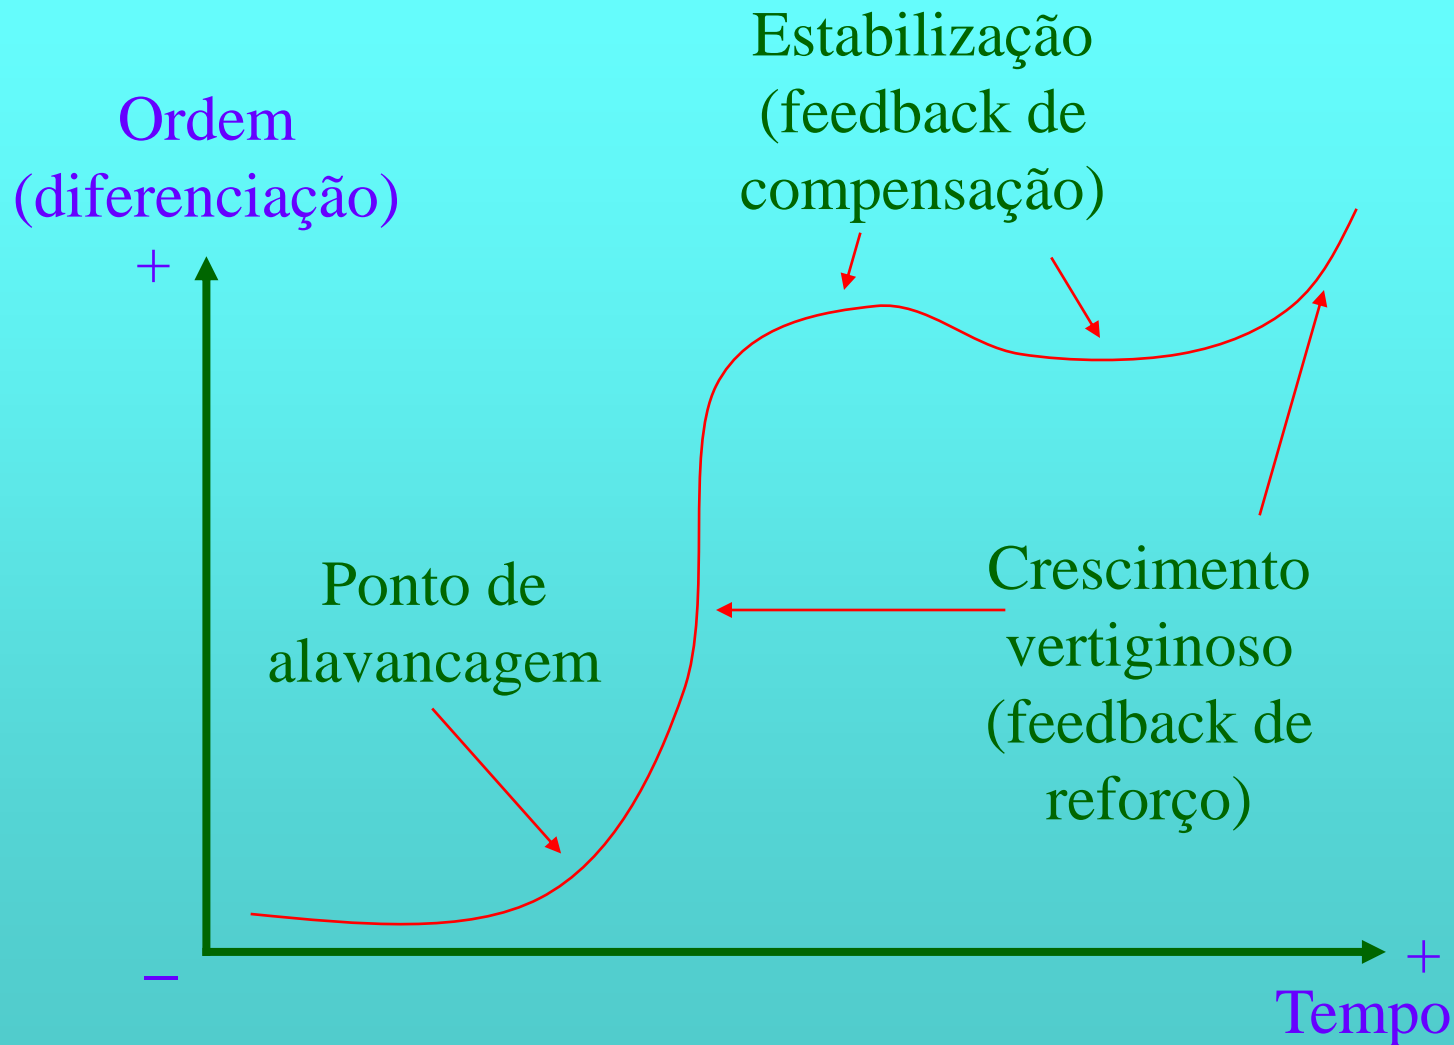 Estabilização
(feedback de
compensação)
Ordem
(diferenciação)
+
Ponto de
alavancagem
Crescimento
vertiginoso
(feedback de
reforço)
–
+
Tempo